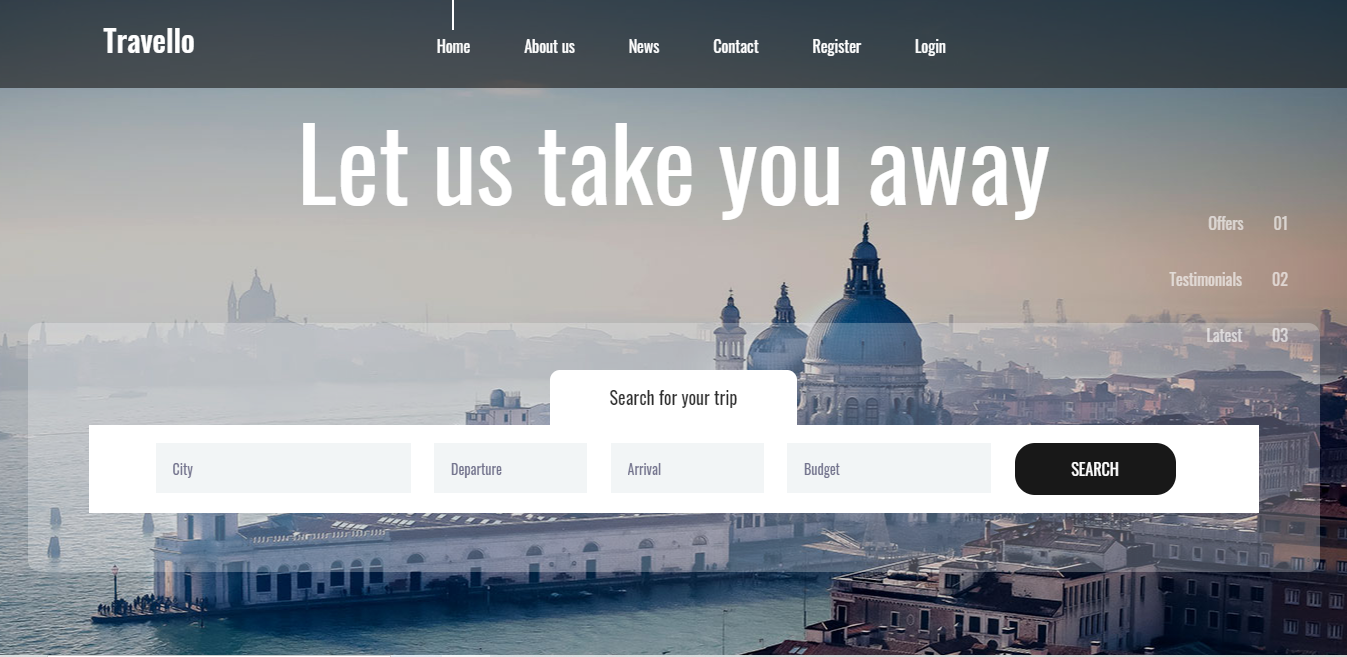 Travello
Home About us News Contact Register Login
Let us take you away
Offers 01
Testimonials 02
Latest 03
Search for your trip
City Departure Arrival Budget SEARCH